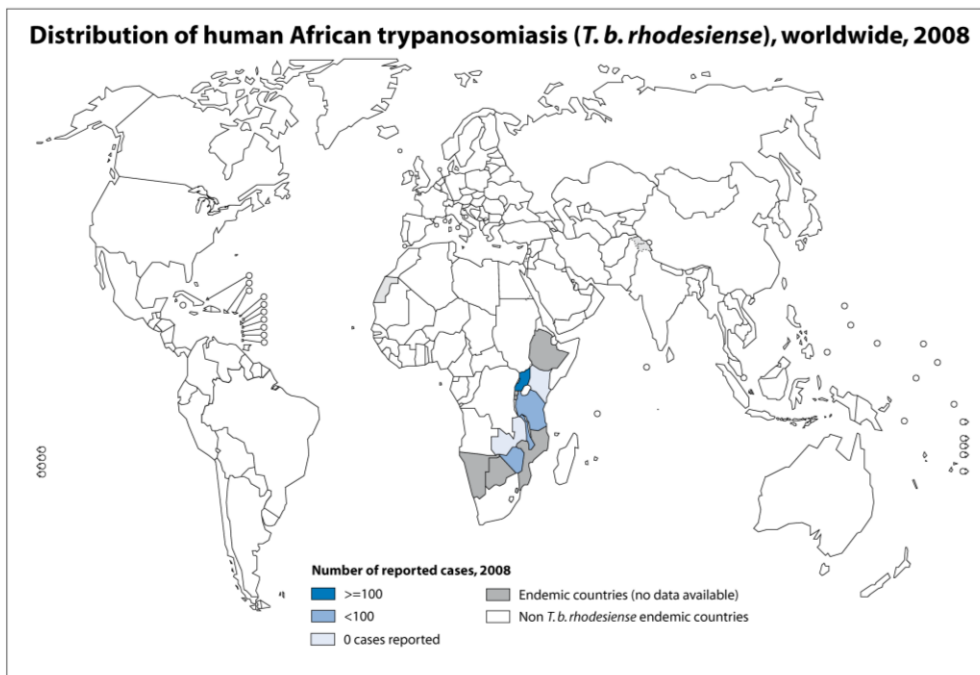 Distribution of human African trypanosomiasis (T. b. rhodesiense), worldwide, 2008
Number of reported cases, 2008
>=100
<100
0 cases reported
Endemic countries (no data available)
Non T. b. rhodesiense endemic countries